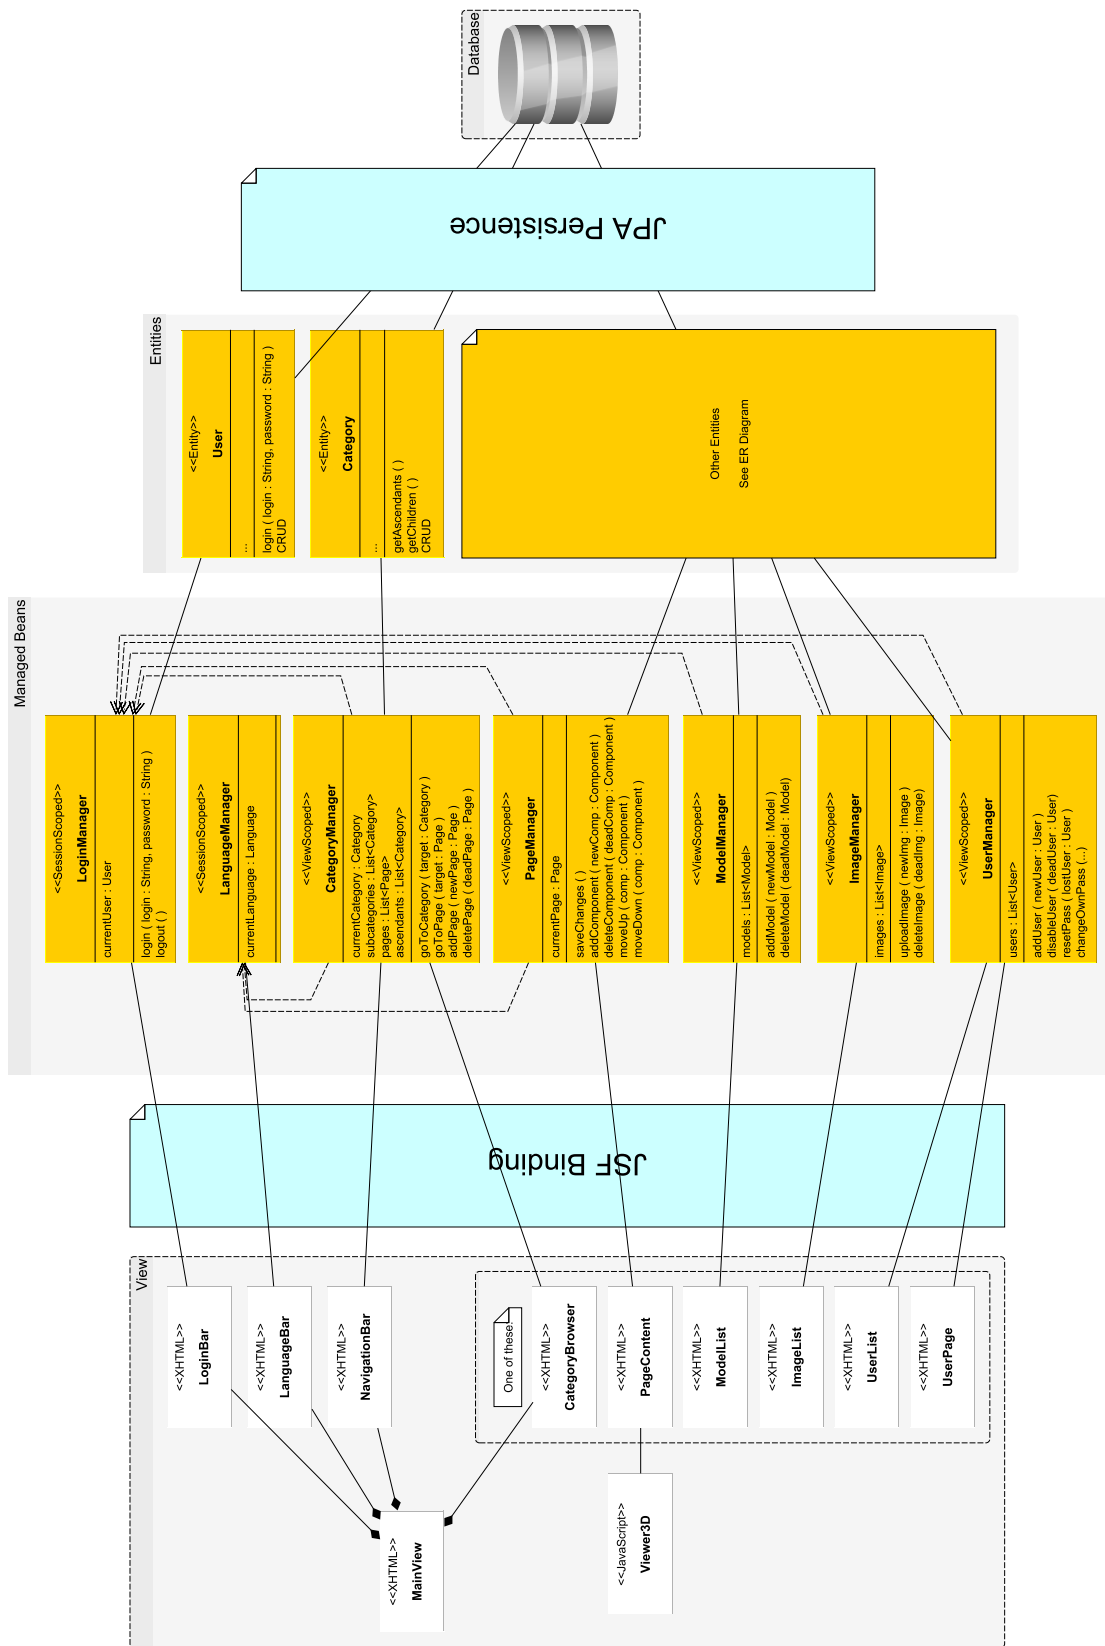 Database
JPA Persistence
Entities
<<Entity>>
User
...
login ( login : String, password : String )
CRUD
<<Entity>>
Category
...
getAscendants ( )
getChildren ( )
CRUD
Other Entities
See ER Diagram
Managed Beans
<<SessionScoped>>
LoginManager
currentUser : User
login ( login : String, password : String )
logout ( )
<<SessionScoped>>
LanguageManager
currentLanguage : Language
<<ViewScoped>>
CategoryManager
currentCategory : Category
subcategories : List<Category>
pages : List<Page>
ascendants : List<Category>
goToCategory ( target : Category )
goToPage ( target : Page )
addPage ( newPage : Page )
deletePage ( deadPage : Page )
<<ViewScoped>>
PageManager
currentPage : Page
saveChanges ( )
addComponent ( newComp : Component )
deleteComponent ( deadComp : Component )
moveUp ( comp : Component )
moveDown ( comp : Component )
<<ViewScoped>>
ModelManager
models : List<Model>
addModel ( newModel : Model )
deleteModel ( deadModel : Model)
<<ViewScoped>>
ImageManager
images : List<Image>
uploadImage ( newImg : Image )
deleteImage ( deadImg : Image)
<<ViewScoped>>
UserManager
users : List<User>
addUser ( newUser : User )
disableUser ( deadUser : User)
resetPass ( lostUser : User )
changeOwnPass (...)
JSF Binding
View
<<XHTML>>
LoginBar
<<XHTML>>
LanguageBar
<<XHTML>>
NavigationBar
One of these:
<<XHTML>>
CategoryBrowser
<<XHTML>>
PageContent
<<XHTML>>
ModelList
<<XHTML>>
ImageList
<<XHTML>>
UserList
<<XHTML>>
UserPage
<<XHTML>>
MainView
<<JavaScript>>
Viewer3D